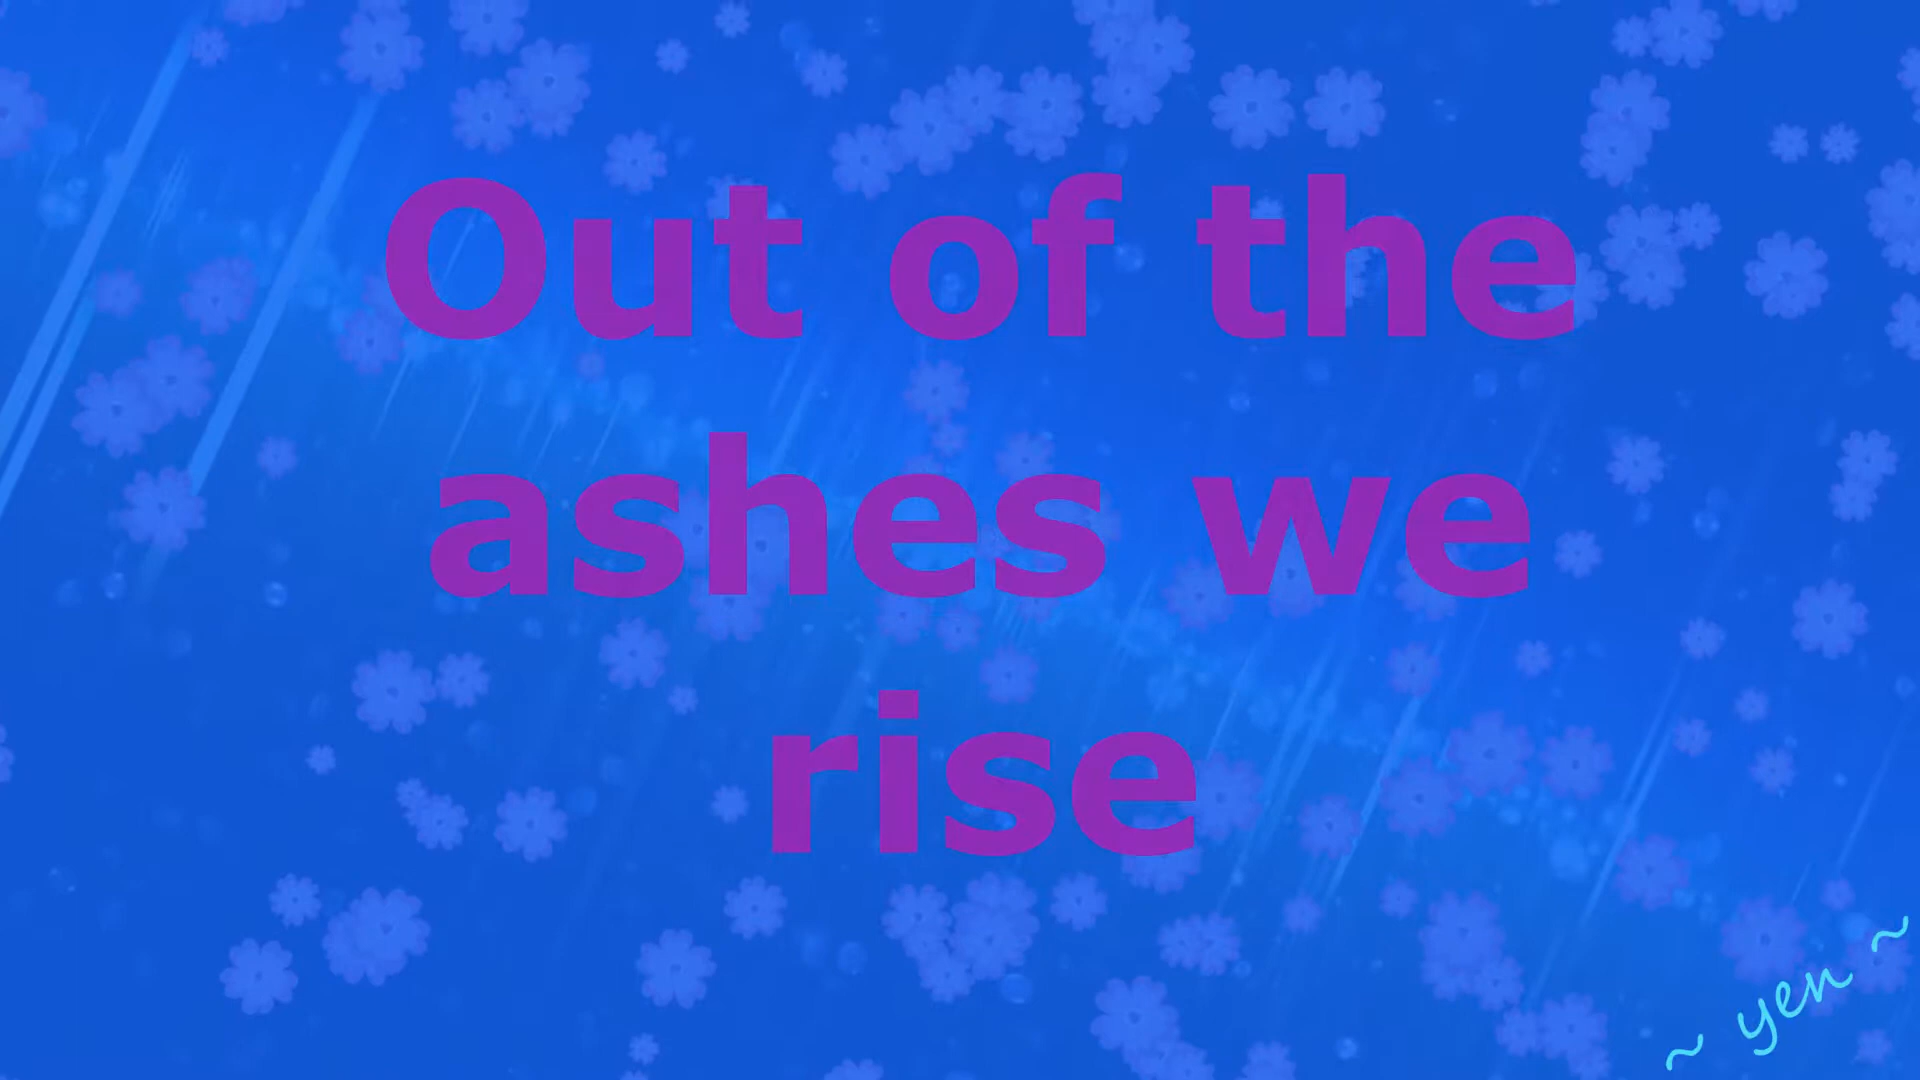 Out of the
ashes we
rise
~ yen ~